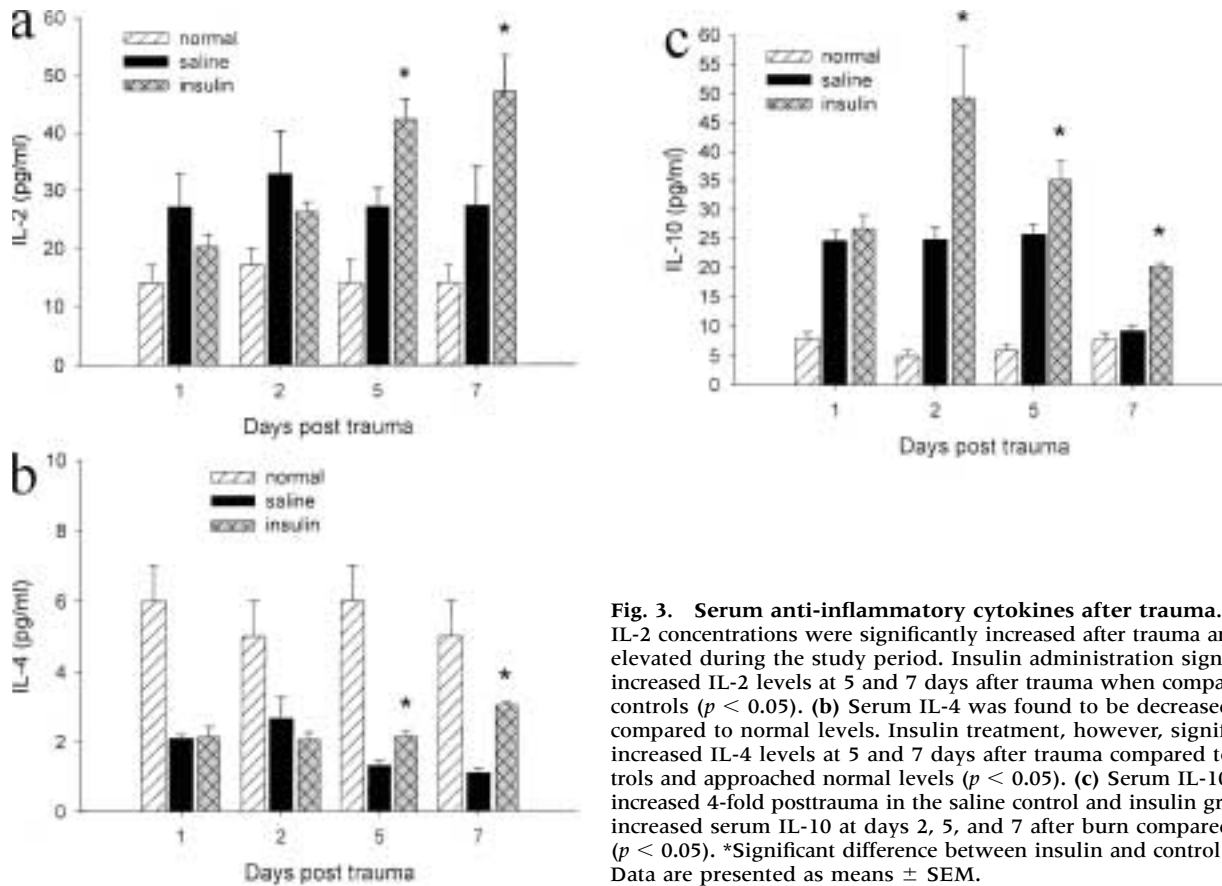 a
60
50
40
30
20
10
0
IL-2 (pg/ml)
normal
saline
insulin
*
*
1 2 5 7
Days post trauma
b
10
8
6
4
2
0
IL-4 (pg/ml)
normal
saline
insulin
*
*
1 2 5 7
Days post trauma
c
60
55
50
45
40
35
30
25
20
15
10
5
0
IL-10 (pg/ml)
normal
saline
insulin
*
*
*
1 2 5 7
Days post trauma
Fig. 3. Serum anti-inflammatory cytokines after trauma.
IL-2 concentrations were significantly increased after trauma an
elevated during the study period. Insulin administration sign
increased IL-2 levels at 5 and 7 days after trauma when compa
controls (p < 0.05). (b) Serum IL-4 was found to be decreased
compared to normal levels. Insulin treatment, however, signif
increased IL-4 levels at 5 and 7 days after trauma compared to
trols and approached normal levels (p < 0.05). (c) Serum IL-10
increased 4-fold posttrauma in the saline control and insulin gr
increased serum IL-10 at days 2, 5, and 7 after burn compared
(p < 0.05). *Significant difference between insulin and control
Data are presented as means ± SEM.